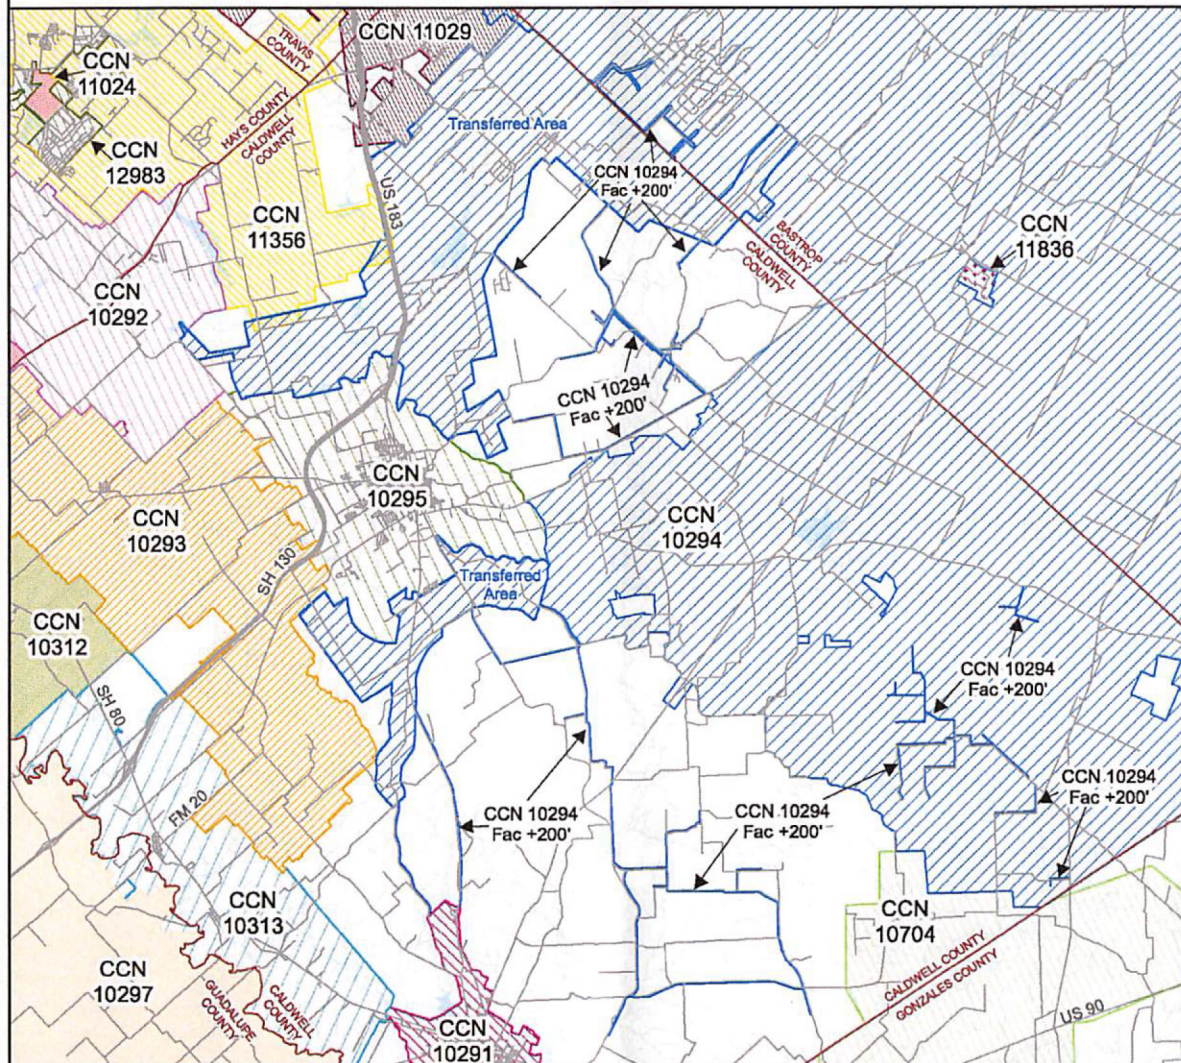 CCN 11029
TRAVIS
COUNTY
CCN
11024
HAYS COUNTY
CALDWELL
COUNTY
Transferred Area
CCN
12983
CCN 10294
Fac +200'
US 183
CCN
11356
BASTROP
COUNTY
CALDWELL
COUNTY
CCN
11836
CCN
10292
CCN 10294
Fac +200'
CCN
10295
CCN
10293
CCN
10294
SH 130
Transferred
Area
CCN
10312
SH 80
CCN 10294
Fac +200'
CCN 10294
Fac +200'
FM 20
CCN 10294
Fac +200'
CCN 10294
Fac +200'
CCN
10313
CCN
10704
CCN
10297
GUADALUPE
COUNTY
CALDWELL
COUNTY
CALDWELL COUNTY
GONZALES COUNTY
US 90
CCN
10291